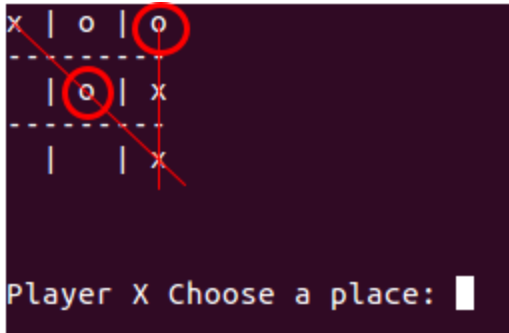 x | o | o
---------
  | o | x
---------
  |   | x
Player X Choose a place: